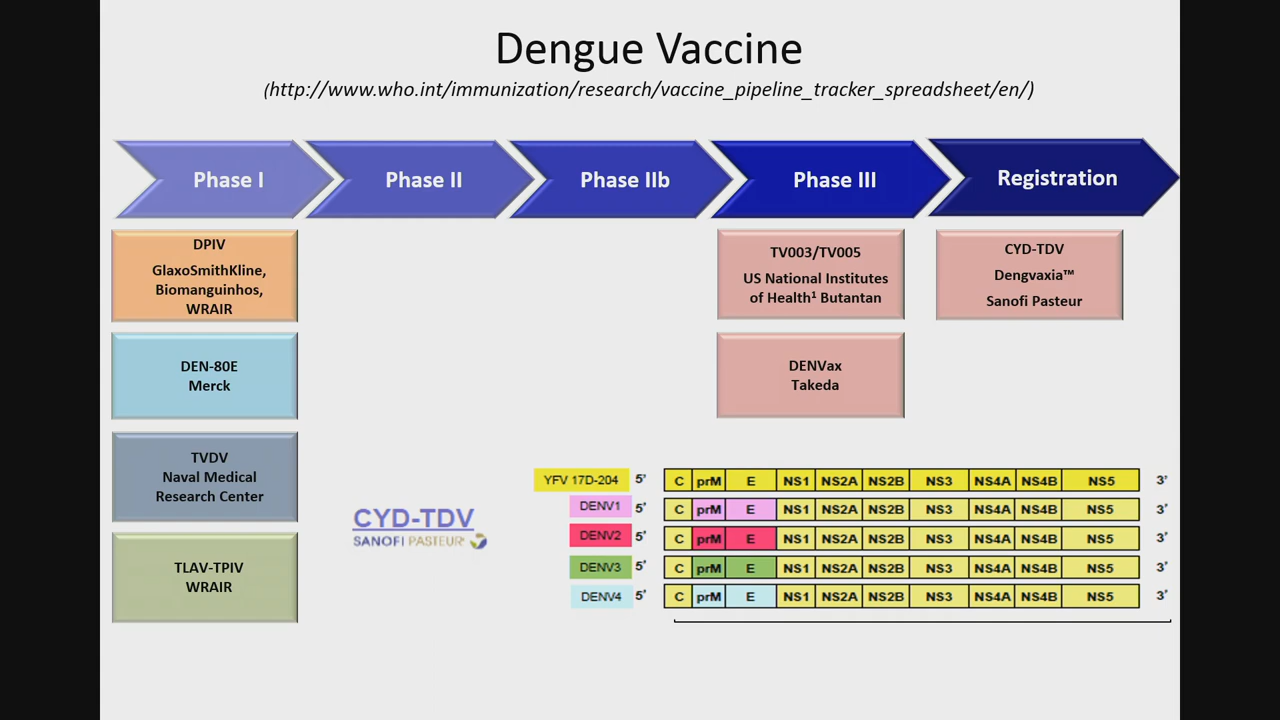 Dengue Vaccine
(http://www.who.int/immunization/research/vaccine_pipeline_tracker_spreadsheet/en/)
Phase I
Phase II
Phase IIb
Phase III
Registration
DPIV
GlaxoSmithKline,
Biomanguinhos,
WRAIR
DEN-80E
Merck
TVDV
Naval Medical
Research Center
TLAV-TPIV
WRAIR
TV003/TV005
US National Institutes
of Health¹ Butantan
DENVax
Takeda
CYD-TDV
Dengvaxia™
Sanofi Pasteur
CYD-TDV
SANOFI PASTEUR
YFV 17D-204 5’ C prM E NS1 NS2A NS2B NS3 NS4A NS4B NS5 3’
DENV1 5’ C prM E NS1 NS2A NS2B NS3 NS4A NS4B NS5 3’
DENV2 5’ C prM E NS1 NS2A NS2B NS3 NS4A NS4B NS5 3’
DENV3 5’ C prM E NS1 NS2A NS2B NS3 NS4A NS4B NS5 3’
DENV4 5’ C prM E NS1 NS2A NS2B NS3 NS4A NS4B NS5 3’